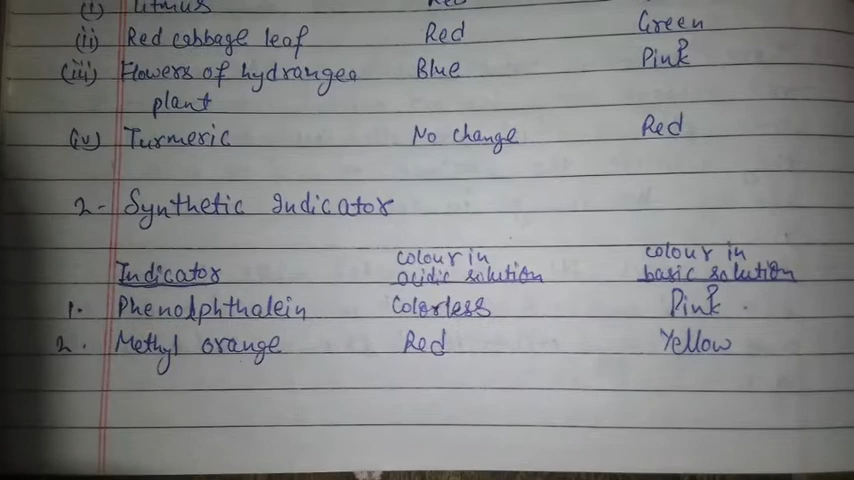 (i) Litmus Red
(ii) Red cabbage leaf Red Green
(iii) Flowers of hydrangea Blue Pink
plant
(iv) Turmeric No change Red
2- Synthetic Indicator
Indicator colour in acidic solution colour in basic solution
1. Phenolphthalein Colorless Pink .
2. Methyl orange Red Yellow